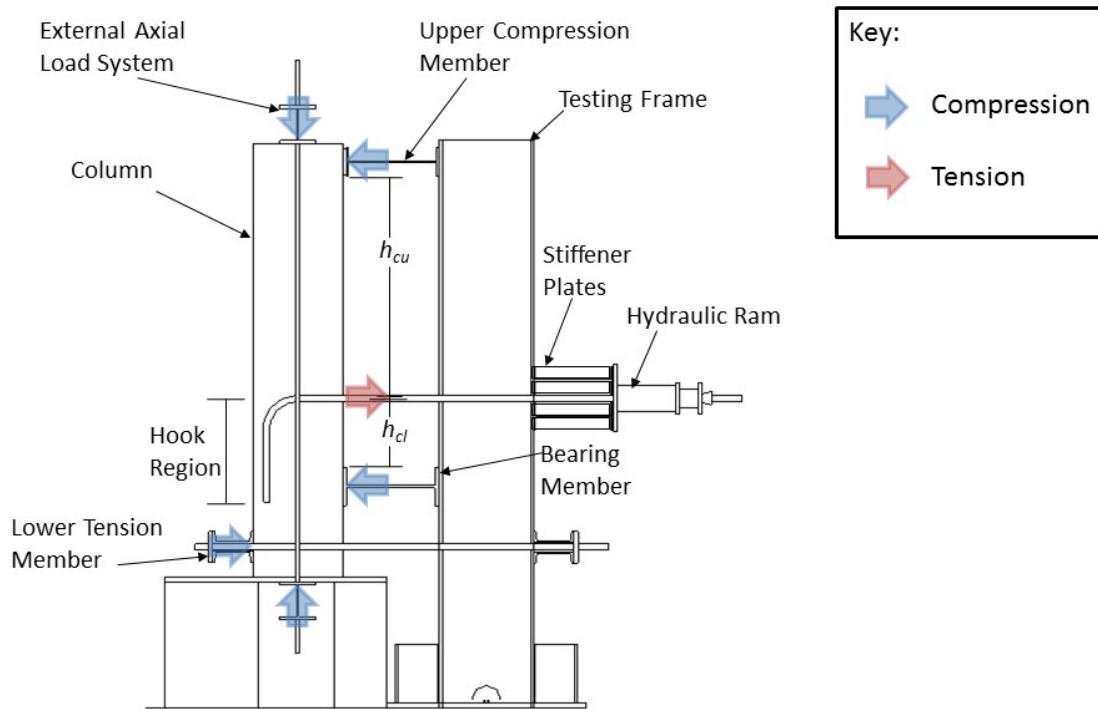 External Axial
Load System
Upper Compression
Member
Key:
Testing Frame
Compression
Column
Tension
h_cu
Stiffener
Plates
Hydraulic Ram
h_cl
Hook
Region
Bearing
Member
Lower Tension
Member